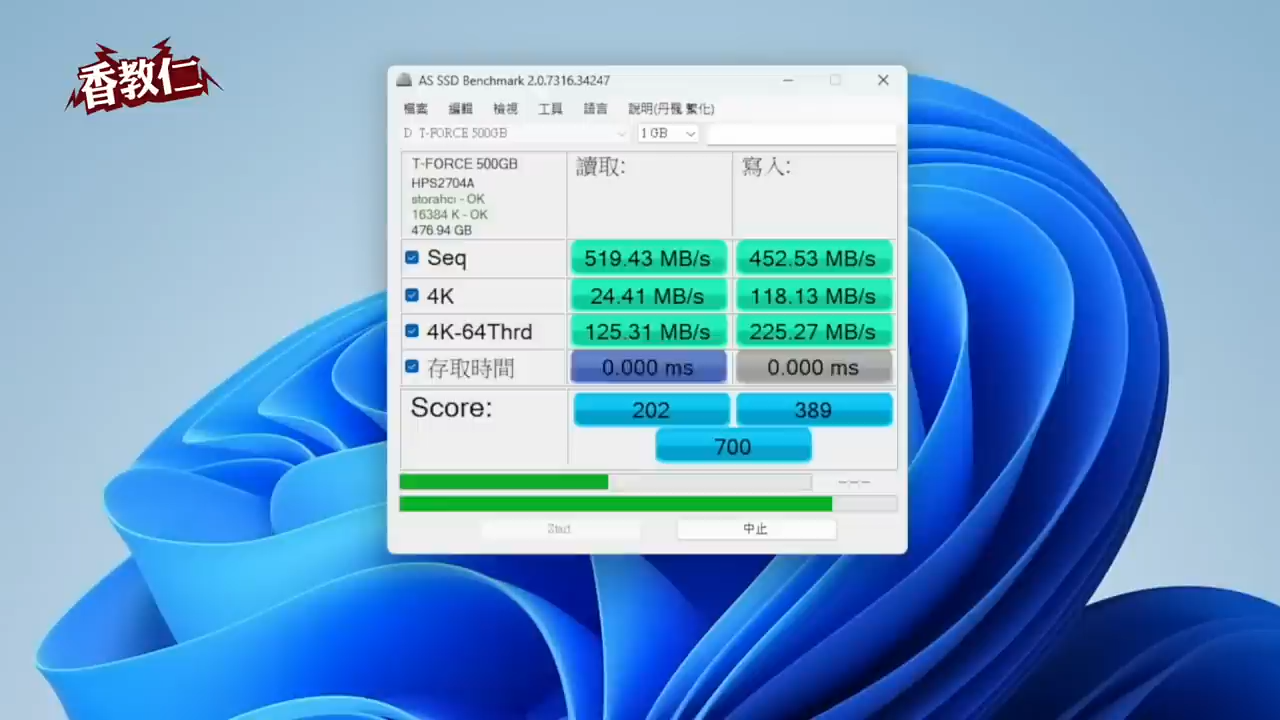 香教仁
AS SSD Benchmark 2.0.7316.34247
檔案 編輯 檢視 工具 語言 說明(丹楓 繁化)
D T-FORCE 500GB 1 GB
T-FORCE 500GB 讀取: 寫入:
HPS2704A
storahci - OK
16384 K - OK
476.94 GB
Seq 519.43 MB/s 452.53 MB/s
4K 24.41 MB/s 118.13 MB/s
4K-64Thrd 125.31 MB/s 225.27 MB/s
存取時間 0.000 ms 0.000 ms
Score: 202 389
700
---
Start 中止